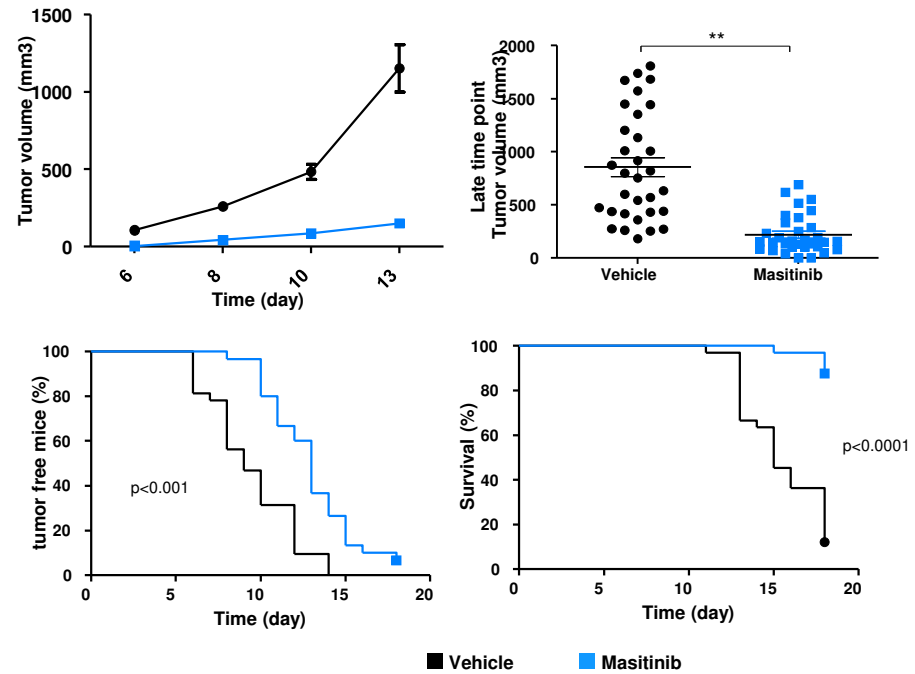 1500
1000
500
0
Tumor volume (mm3)
6
8
10
13
Time (day)
**
2000
1500
1000
500
0
Late time point
Tumor volume (mm3)
Vehicle
Masitinib
100
80
60
40
20
0
tumor free mice (%)
p<0.001
0
5
10
15
20
Time (day)
100
80
60
40
20
0
Survival (%)
p<0.0001
0
5
10
15
20
Time (day)
Vehicle
Masitinib